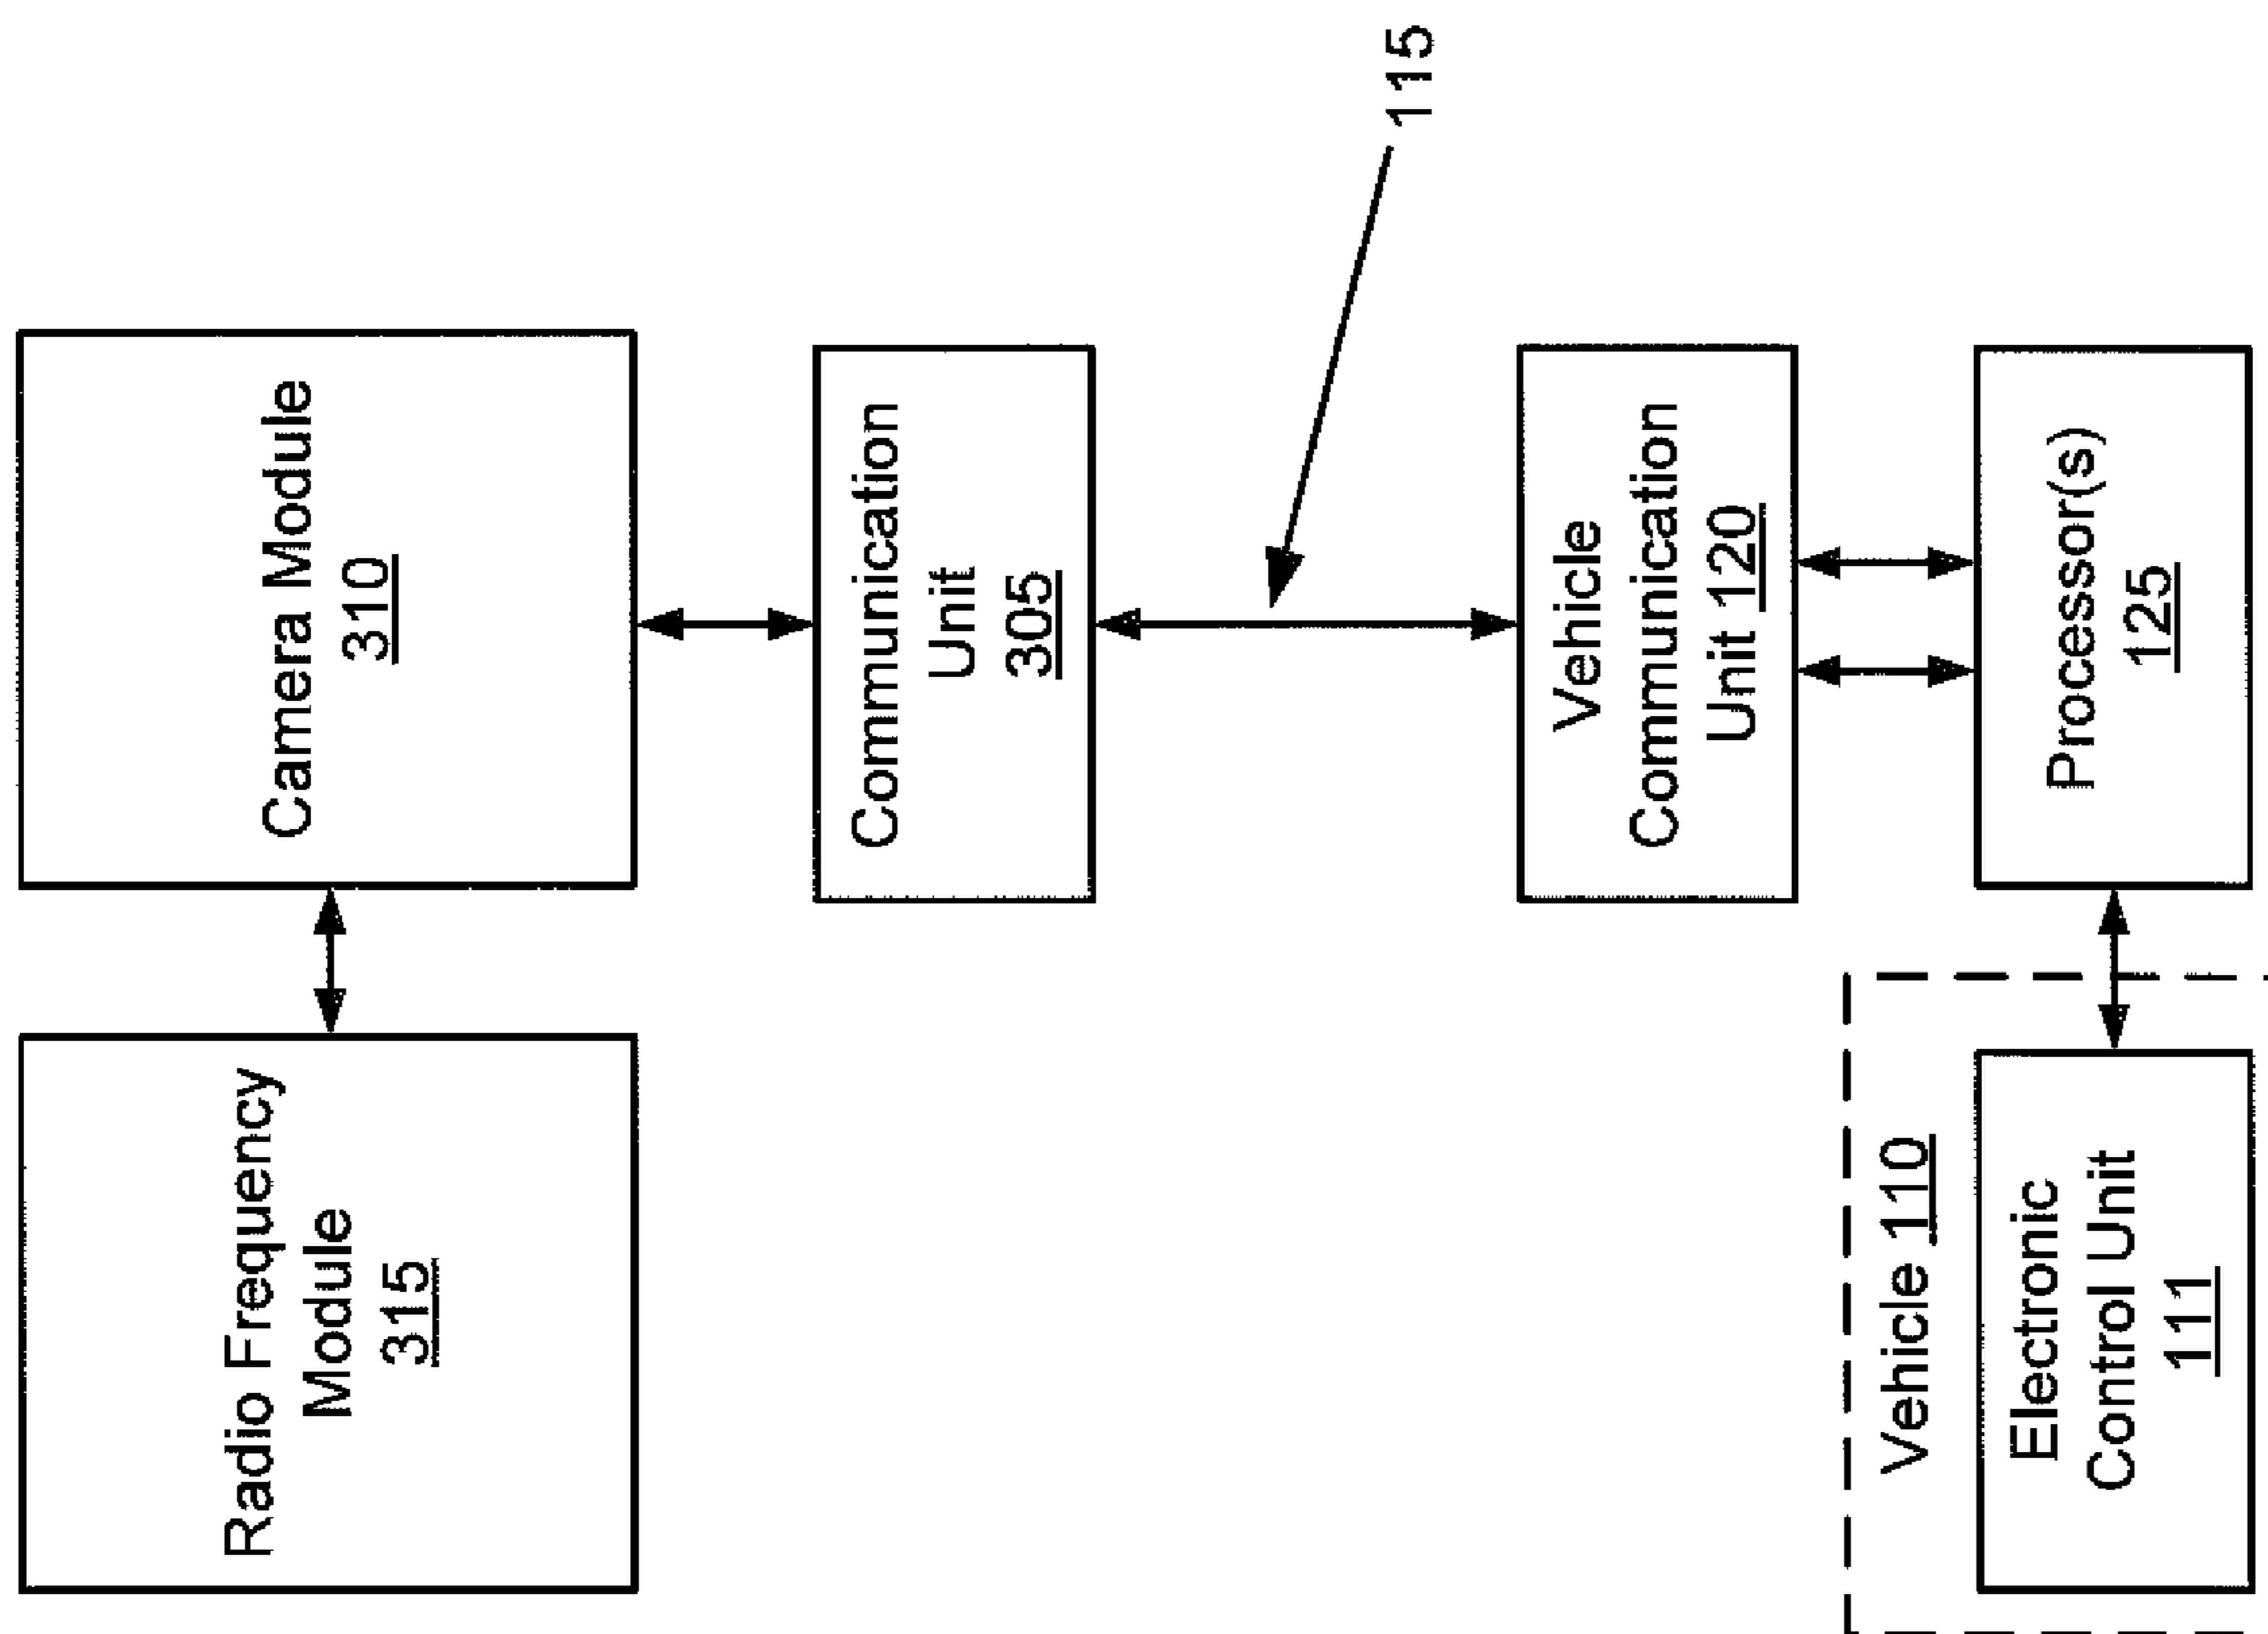 Radio Frequency
Module
315
Camera Module
310
Communication
Unit
305
115
Vehicle
Communication
Unit 120
Vehicle 110
Electronic
Control Unit
111
Processor(s)
125